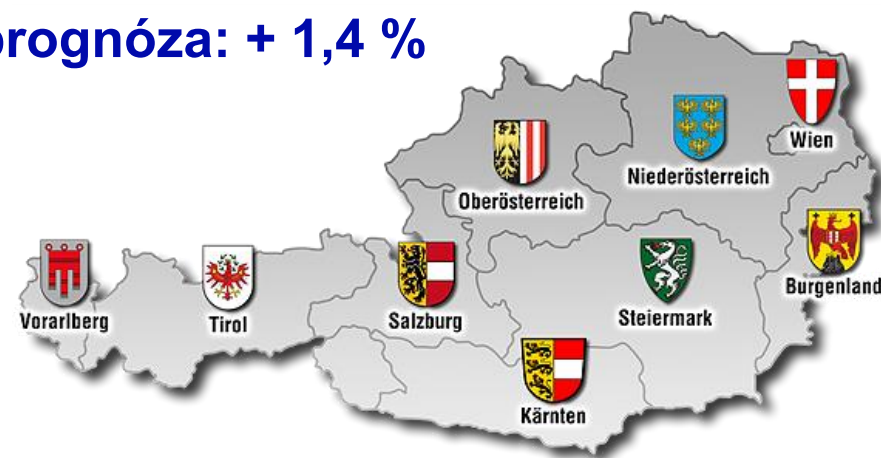 prognóza: + 1,4 %
Wien
Niederösterreich
Oberösterreich
Burgenland
Vorarlberg
Tirol
Salzburg
Steiermark
Kärnten